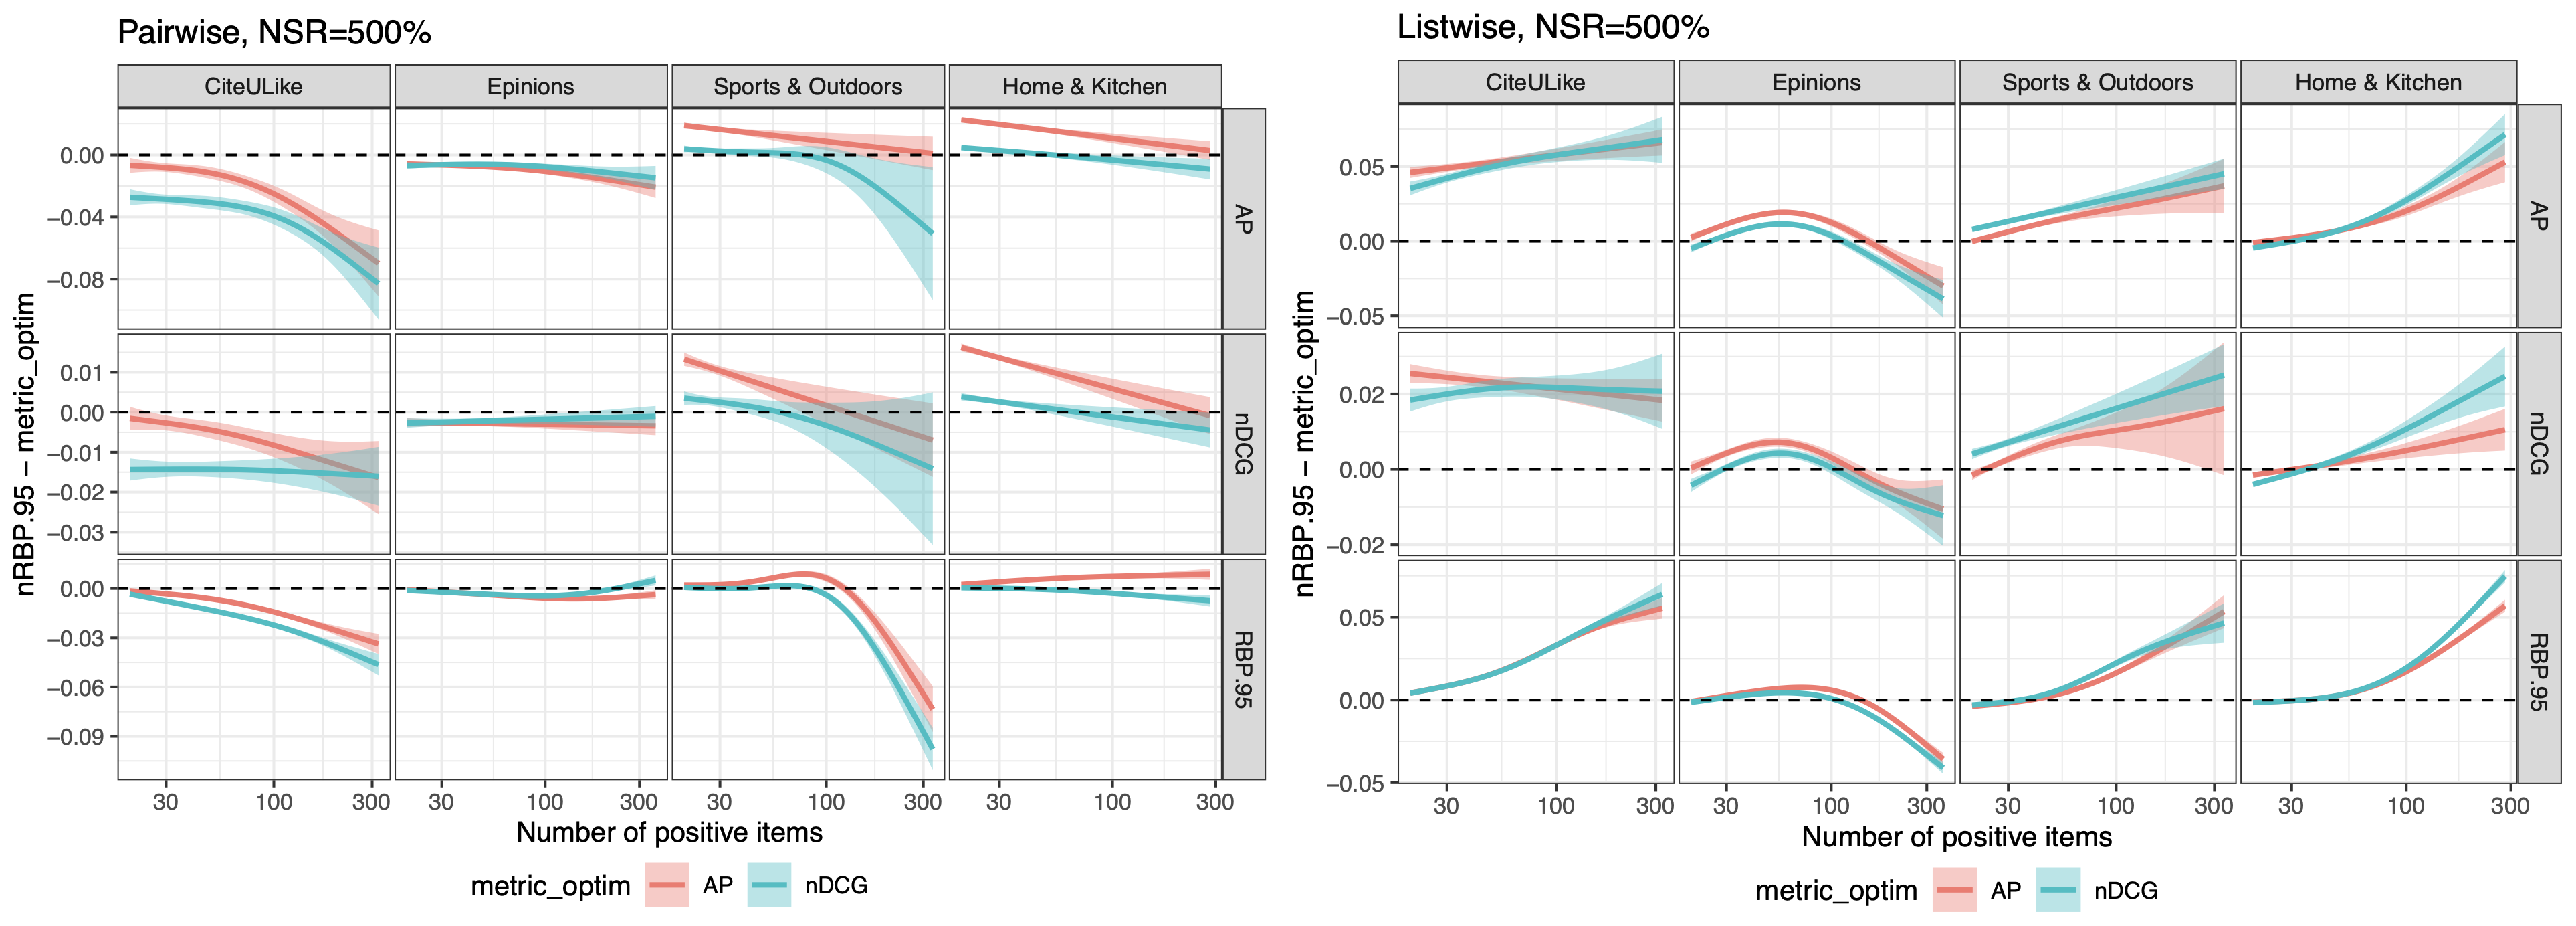 Pairwise, NSR=500%
CiteULike Epinions Sports & Outdoors Home & Kitchen
0.00
−0.04
−0.08
AP
0.01
0.00
−0.01
−0.02
−0.03
nDCG
0.00
−0.03
−0.06
−0.09
RBP.95
nRBP.95 − metric_optim
30 100 300 30 100 300 30 100 300 30 100 300
Number of positive items
metric_optim AP nDCG
Listwise, NSR=500%
CiteULike Epinions Sports & Outdoors Home & Kitchen
0.05
0.00
−0.05
AP
0.02
0.00
−0.02
nDCG
0.05
0.00
−0.05
RBP.95
nRBP.95 − metric_optim
30 100 300 30 100 300 30 100 300 30 100 300
Number of positive items
metric_optim AP nDCG